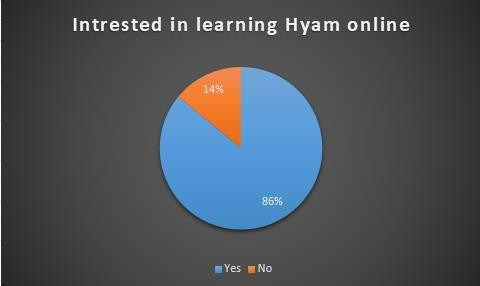 Intrested in learning Hyam online
14%
86%
Yes No